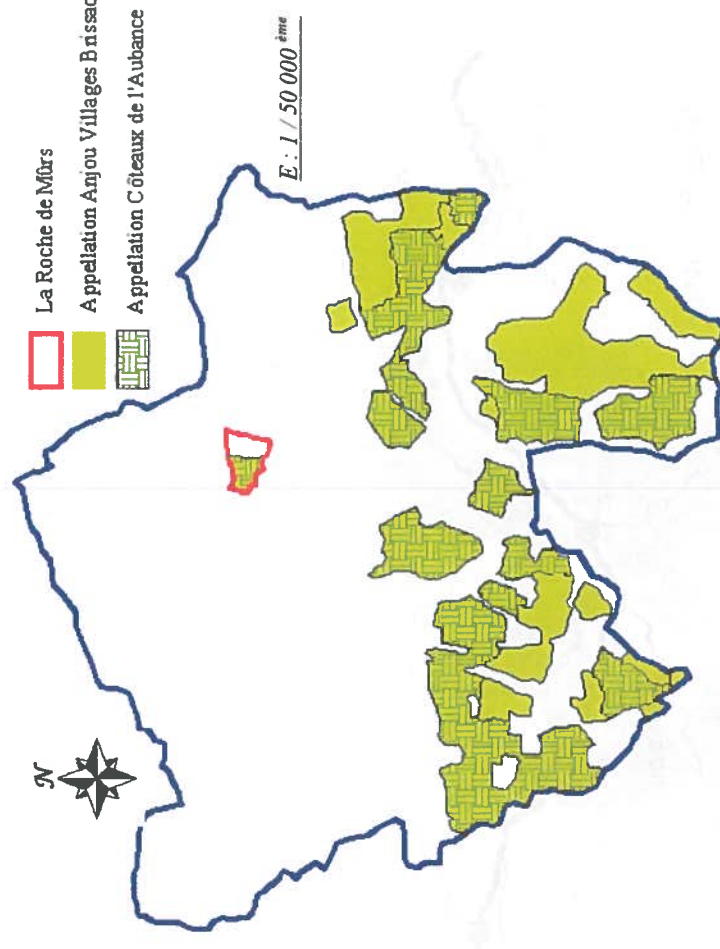 La Roche de Mûrs
Appellation Anjou Villages Brissac
Appellation Côteaux de l'Aubance
E : 1 / 50 000 ème
N